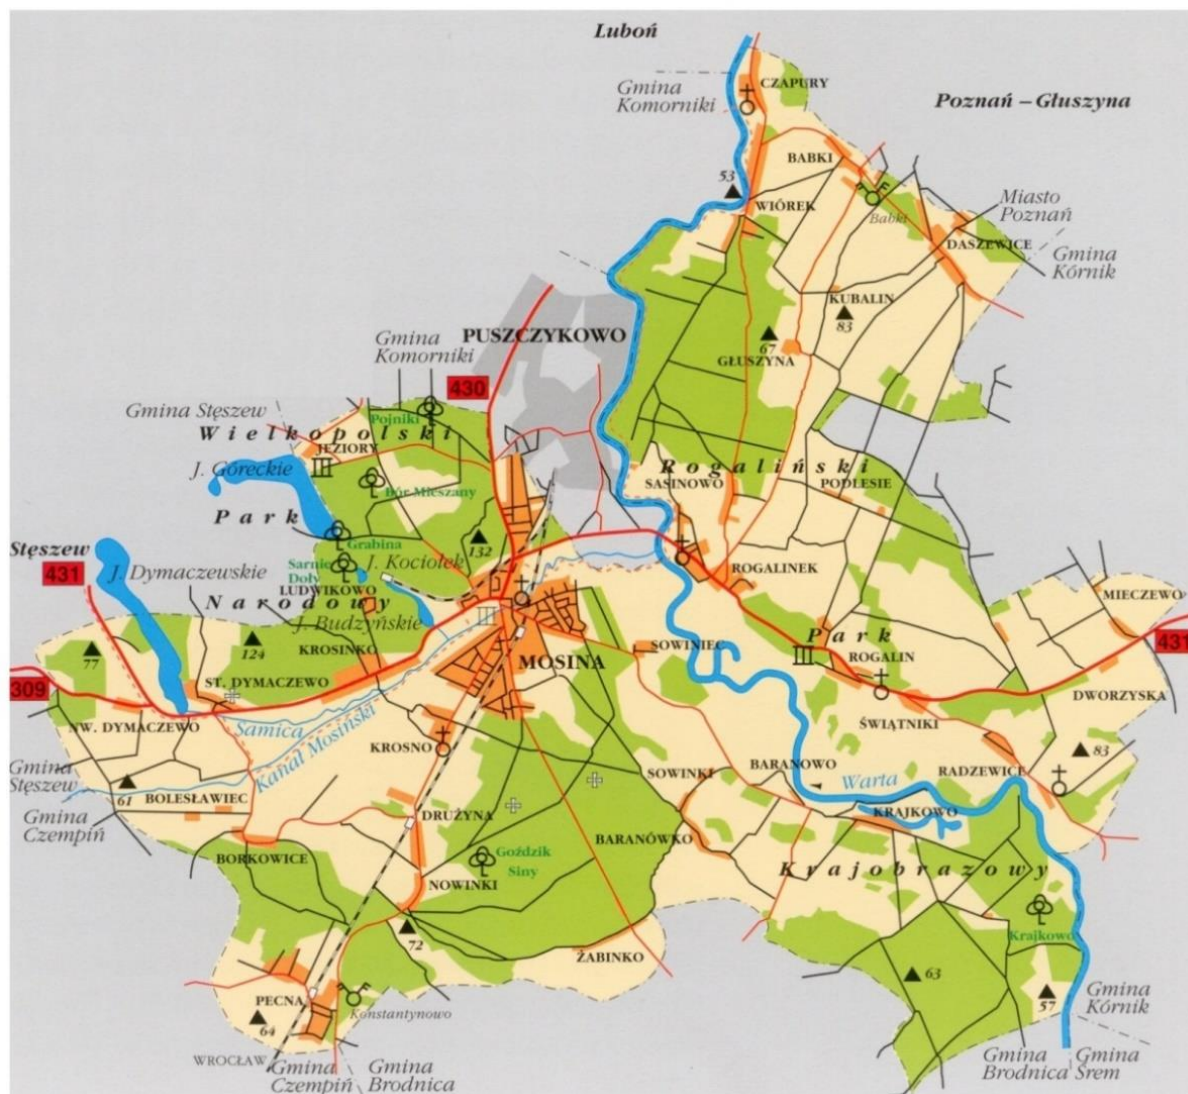 Luboń
Gmina
Komorniki
CZAPURY
Poznań – Głuszyna
BABKI
53
WIÓREK
Babki
Miasto
Poznań
DASZEWICE
Gmina
Kórnik
KUBALIN
83
67
GŁUSZYNA
PUSZCZYKOWO
Gmina
Komorniki
430
Pojniki
Gmina Stęszew
Wielkopolski
JEZIORY
J. Góreckie
Bór Mieszany
Rogaliński
SASINOWO
PODLESIE
Park
Grabina
132
Stęszew
431
J. Dymaczewskie
Sarnie
Doły
J. Kociołek
LUDWIKOWO
Narodowy
J. Budzyńskie
ROGALINEK
MIECZEWO
431
77
124
KROSINKO
III
MOSINA
SOWINIEC
Park
III
ROGALIN
309
ST. DYMACZEWO
DWORZYSKA
NW. DYMACZEWO
Samica
Kanał Mosiński
KROSNO
ŚWIĄTNIKI
83
Gmina
Stęszew
61
BOLESŁAWIEC
SOWINKI
BARANOWO
Warta
RADZEWICE
KRAJKOWO
Gmina
Czempiń
DRUŻYNA
BARANÓWKO
BORKOWICE
Goździk
Siny
NOWINKI
Krajobrazowy
Krajkowo
72
ŻABINKO
63
57
PECNA
64
Konstantynowo
Gmina
Kórnik
WROCŁAW
Gmina
Czempiń
Gmina
Brodnica
Gmina
Brodnica
Gmina
Śrem
III